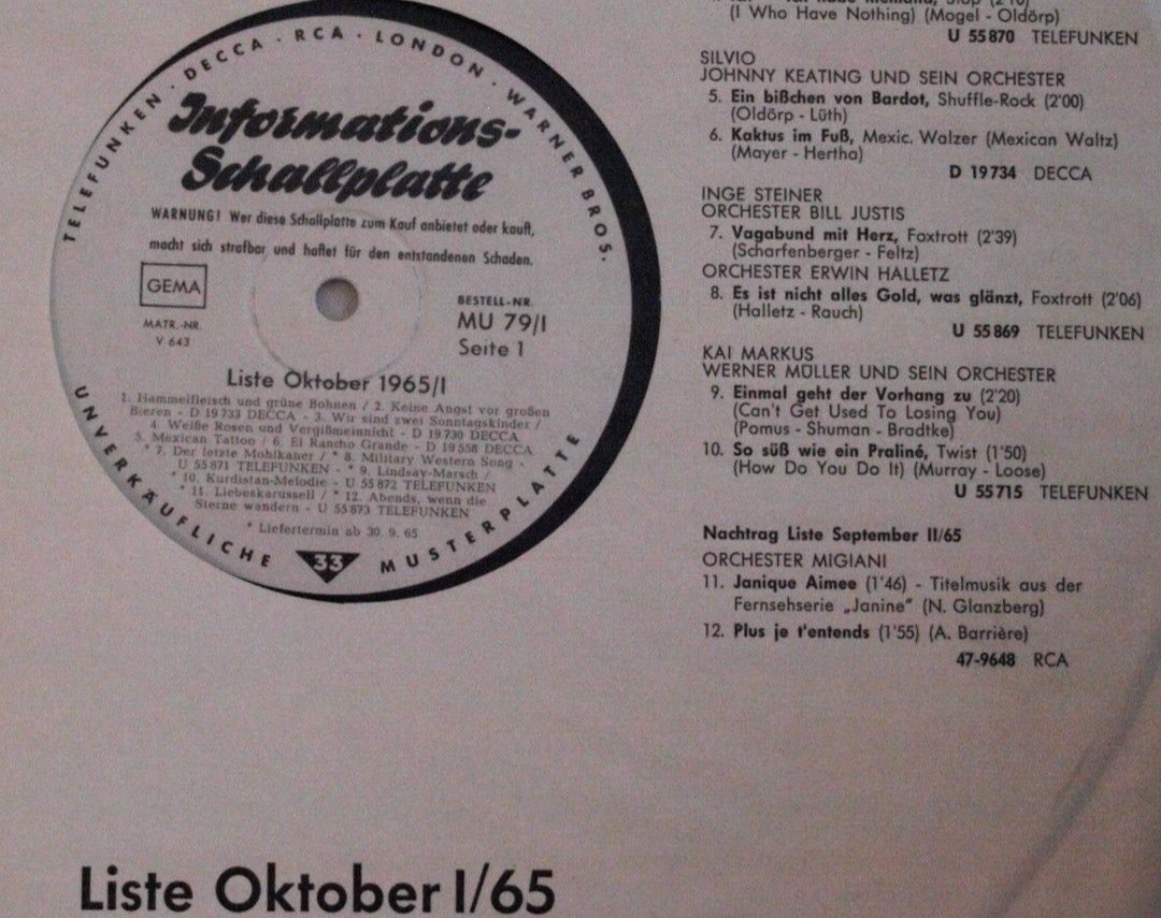 TELEFUNKEN · DECCA · RCA · LONDON · WARNER BROS.
Informations-
Schallplatte
WARNUNG! Wer diese Schallplatte zum Kauf anbietet oder kauft,
macht sich strafbar und haftet für den entstandenen Schaden.
GEMA
MATR.-NR.
V 643
BESTELL-NR.
MU 79/I
Seite 1
Liste Oktober 1965/I
1. Hammelfleisch und grüne Bohnen / 2. Keine Angst vor großen
Bieren - D 19 733 DECCA - 3. Wir sind zwei Sonntagskinder /
4. Weiße Rosen und Vergißmeinnicht - D 19 730 DECCA
5. Mexican Tattoo / 6. El Rancho Grande - D 19 558 DECCA
* 7. Der letzte Mohikaner / * 8. Military Western Song -
U 55 871 TELEFUNKEN - * 9. Lindsay-Marsch /
* 10. Kurdistan-Melodie - U 55 872 TELEFUNKEN
* 11. Liebeskarussell / * 12. Abends, wenn die
Sterne wandern - U 55 873 TELEFUNKEN
* Liefertermin ab 30. 9. 65
33
UNVERKÄUFLICHE MUSTERPLATTE
(I Who Have Nothing) (Mogel - Oldörp)
U 55 870 TELEFUNKEN
SILVIO
JOHNNY KEATING UND SEIN ORCHESTER
5. Ein bißchen von Bardot, Shuffle-Rock (2'00)
(Oldörp - Lüth)
6. Kaktus im Fuß, Mexic. Walzer (Mexican Waltz)
(Mayer - Hertha)
D 19 734 DECCA
INGE STEINER
ORCHESTER BILL JUSTIS
7. Vagabund mit Herz, Foxtrott (2'39)
(Scharfenberger - Feltz)
ORCHESTER ERWIN HALLETZ
8. Es ist nicht alles Gold, was glänzt, Foxtrott (2'06)
(Halletz - Rauch)
U 55 869 TELEFUNKEN
KAI MARKUS
WERNER MÜLLER UND SEIN ORCHESTER
9. Einmal geht der Vorhang zu (2'20)
(Can't Get Used To Losing You)
(Pomus - Shuman - Bradtke)
10. So süß wie ein Praliné, Twist (1'50)
(How Do You Do It) (Murray - Loose)
U 55 715 TELEFUNKEN
Nachtrag Liste September II/65
ORCHESTER MIGIANI
11. Janique Aimee (1'46) - Titelmusik aus der
Fernsehserie „Janine" (N. Glanzberg)
12. Plus je t'entends (1'55) (A. Barrière)
47-9648 RCA
Liste Oktober I/65